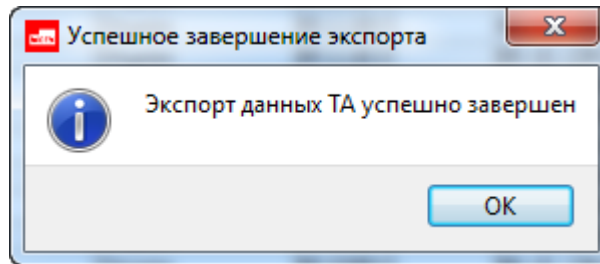 Успешное завершение экспорта
Экспорт данных ТА успешно завершен
OK